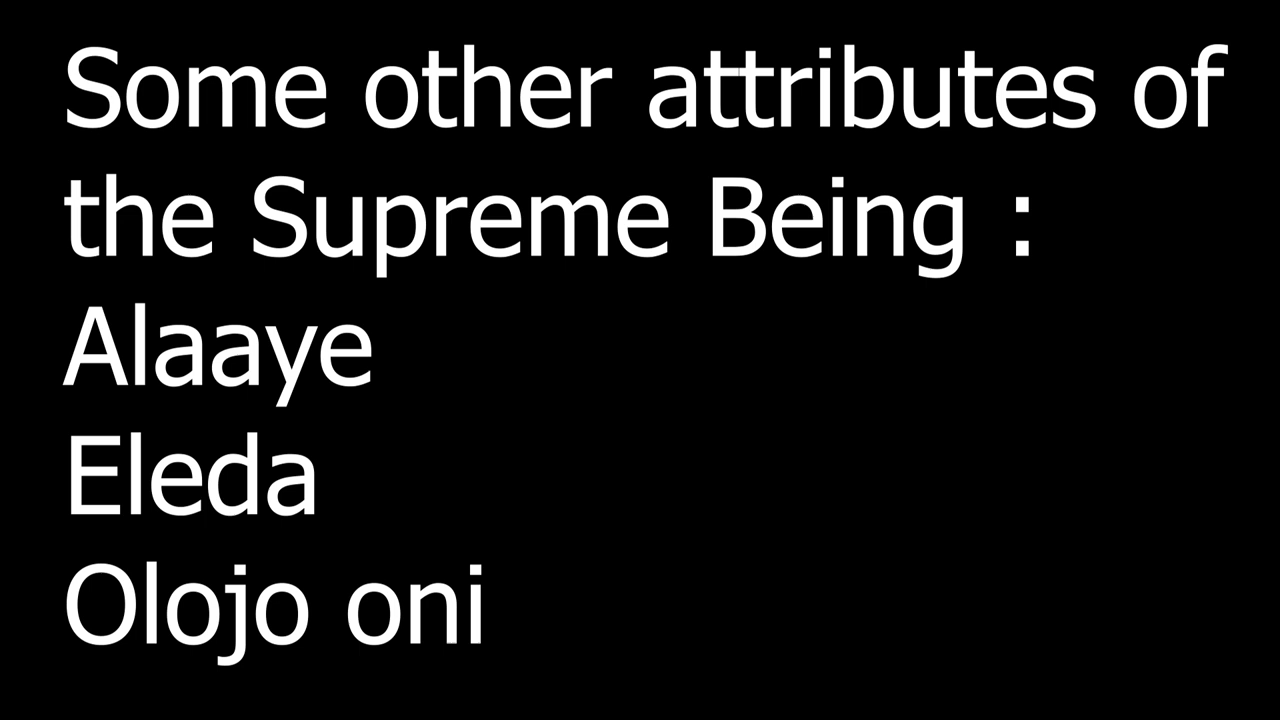 Some other attributes of
the Supreme Being :
Alaaye
Eleda
Olojo oni